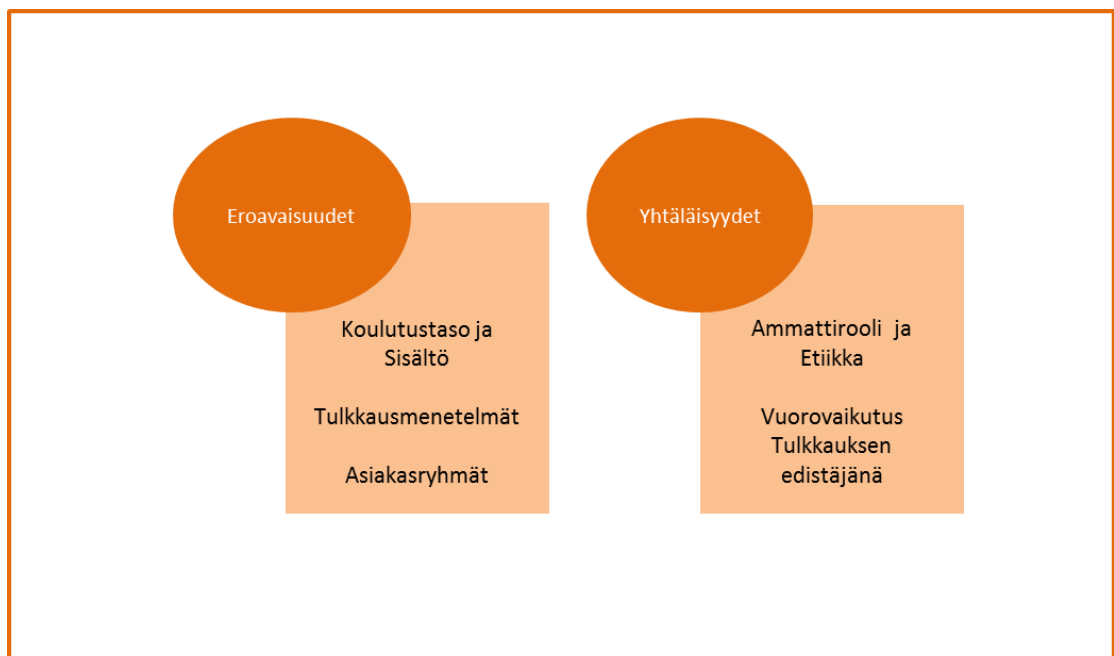 Eroavaisuudet
Koulutustaso ja
Sisältö
Tulkkausmenetelmät
Asiakasryhmät
Yhtäläisyydet
Ammattirooli ja
Etiikka
Vuorovaikutus
Tulkkauksen
edistäjänä